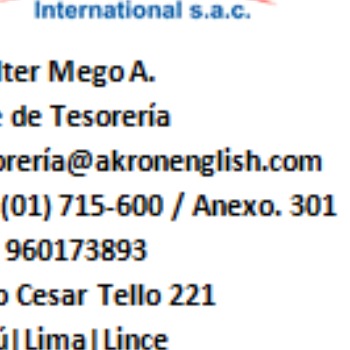 International s.a.c.
lter Mego A.
e de Tesorería
orería@akronenglish.com
(01) 715-600 / Anexo. 301
960173893
o Cesar Tello 221
ú|Lima|Lince